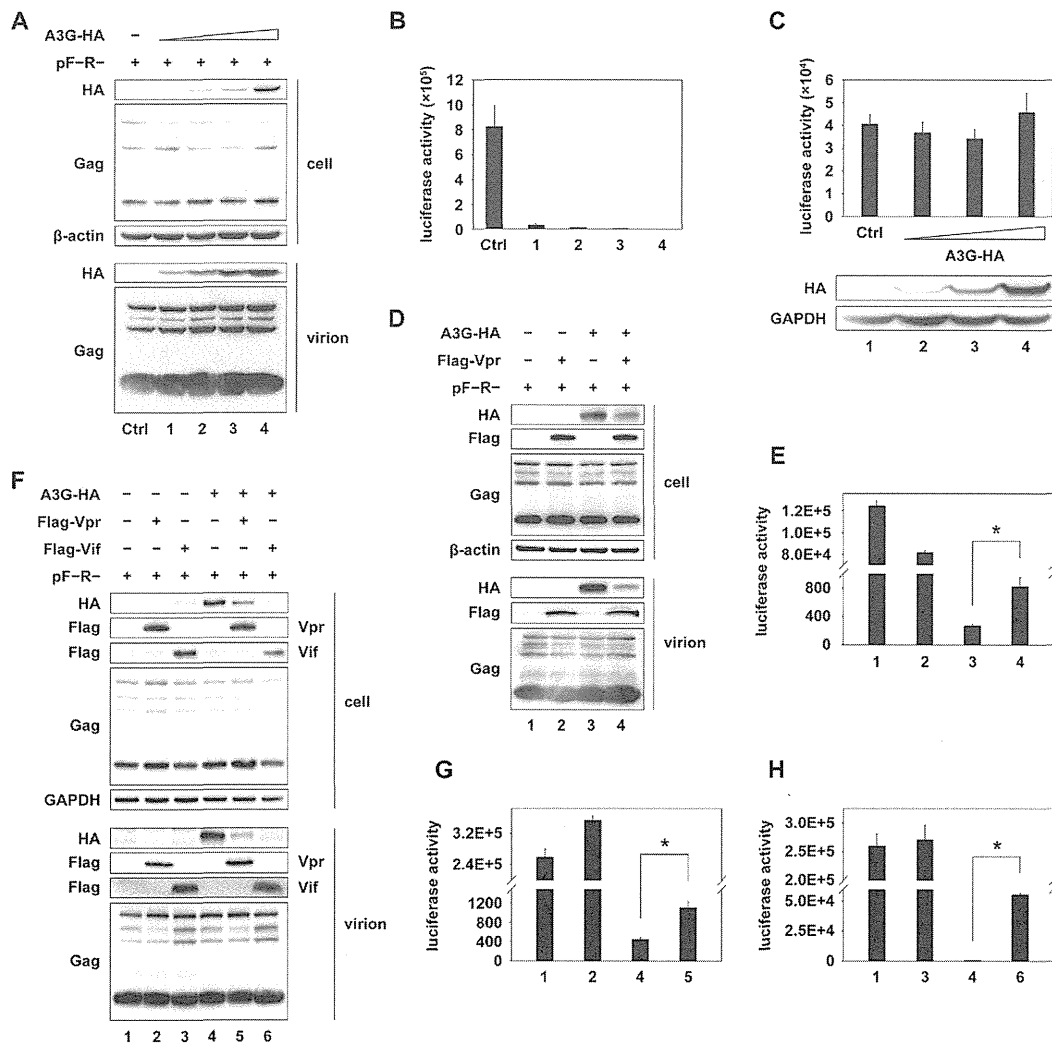 A
A3G-HA –
pF–R– + + + + +
HA
Gag
β-actin
cell
HA
Gag
virion
Ctrl 1 2 3 4
B
luciferase activity (×10⁵)
12
10
8
6
4
2
0
Ctrl 1 2 3 4
C
luciferase activity (×10⁴)
6
5
4
3
2
1
0
Ctrl
A3G-HA
HA
GAPDH
1 2 3 4
D
A3G-HA – – + +
Flag-Vpr – + – +
pF–R– + + + +
HA
Flag
Gag
β-actin
cell
HA
Flag
Gag
virion
1 2 3 4
E
luciferase activity
1.2E+5
8.0E+4
800
400
0
*
1 2 3 4
F
A3G-HA – – – + + +
Flag-Vpr – + – – + –
Flag-Vif – – + – – +
pF–R– + + + + + +
HA
Flag Vpr
Flag Vif
Gag
GAPDH
cell
HA
Flag Vpr
Flag Vif
Gag
virion
1 2 3 4 5 6
G
luciferase activity
3.2E+5
2.4E+5
1200
800
400
0
*
1 2 4 5
H
luciferase activity
3.0E+5
2.5E+5
2.0E+5
5.0E+4
2.5E+4
0
*
1 3 4 6